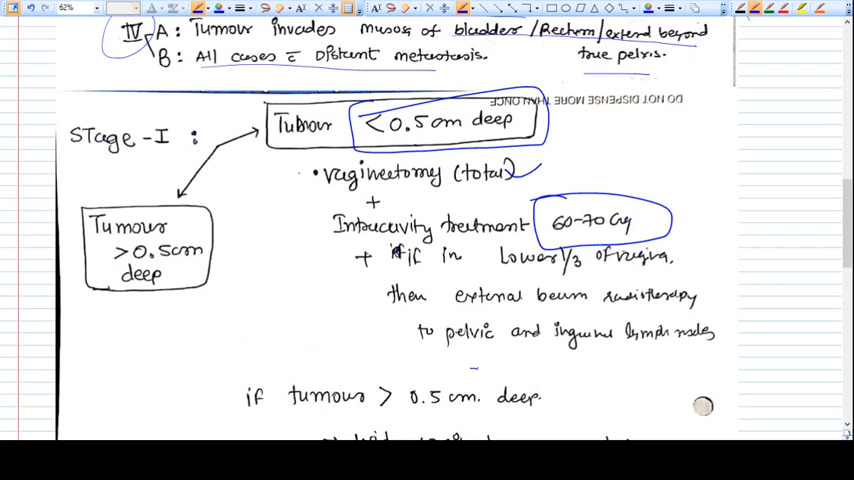 62%
IV A: Tumour invades mucosa of bladder /Rectum/extend beyond
true pelvis.
B: All cases c̄ Distant metastasis.
DO NOT DISPENSE MORE THAN ONCE
Stage-I :
Tumour <0.5cm deep
• vaginectomy (total)
+
Intracavity treatment 60-70 Gy
+ if in Lower 1/3 of vagina,
then external beam radiotherapy
to pelvic and inguinal lymph nodes
Tumour
>0.5cm
deep
if tumour > 0.5 cm. deep.